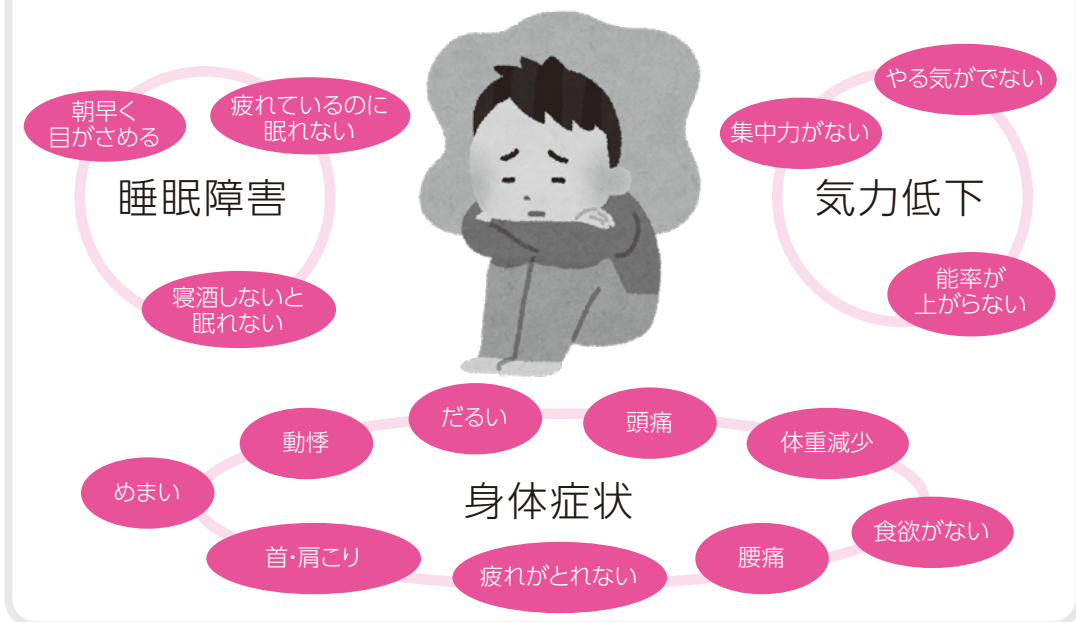 朝早く
目がさめる
疲れているのに
眠れない
睡眠障害
寝酒しないと
眠れない
やる気がでない
集中力がない
気力低下
能率が
上がらない
だるい
頭痛
動悸
体重減少
めまい
身体症状
食欲がない
首・肩こり
疲れがとれない
腰痛